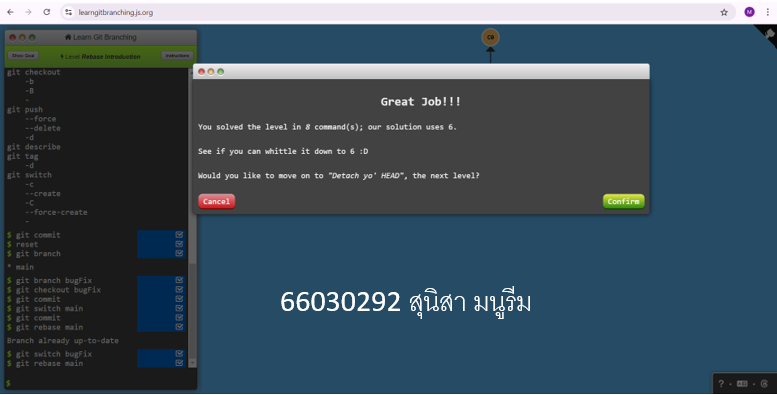 learngitbranching.js.org
M
Learn Git Branching
Show Goal
Level Rebase Introduction
Instructions
git checkout
-b
-B
-
git push
--force
--delete
-d
git describe
git tag
-d
git switch
-c
--create
-C
--force-create
-
$ git commit
$ reset
$ git branch
* main
$ git branch bugFix
$ git checkout bugFix
$ git commit
$ git switch main
$ git commit
$ git rebase main
Branch already up-to-date
$ git switch bugFix
$ git rebase main
$
C0
Great Job!!!
You solved the level in 8 command(s); our solution uses 6.
See if you can whittle it down to 6 :D
Would you like to move on to "Detach yo' HEAD", the next level?
Cancel
Confirm
66030292 สุนิสา มนูรีม
?